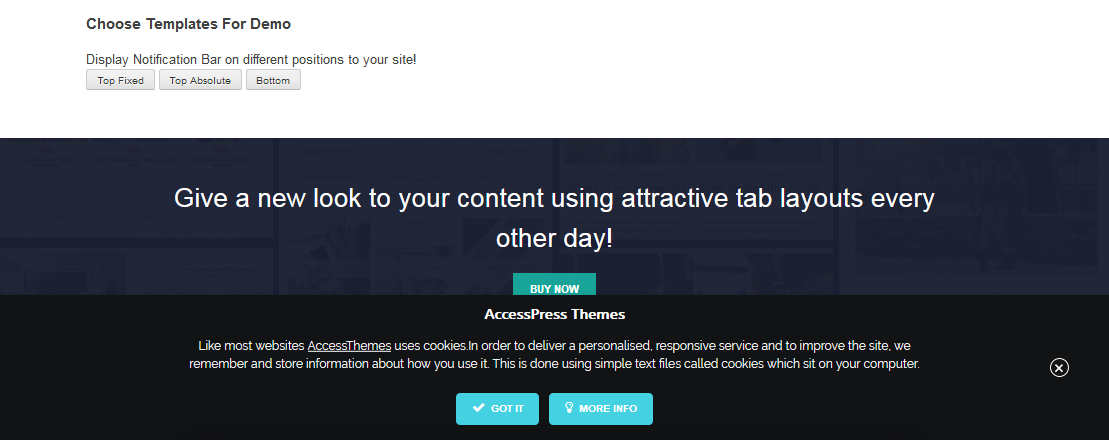 Choose Templates For Demo
Display Notification Bar on different positions to your site!
Top Fixed Top Absolute Bottom
Give a new look to your content using attractive tab layouts every
other day!
BUY NOW
AccessPress Themes
Like most websites AccessThemes uses cookies.In order to deliver a personalised, responsive service and to improve the site, we
remember and store information about how you use it. This is done using simple text files called cookies which sit on your computer.
GOT IT MORE INFO